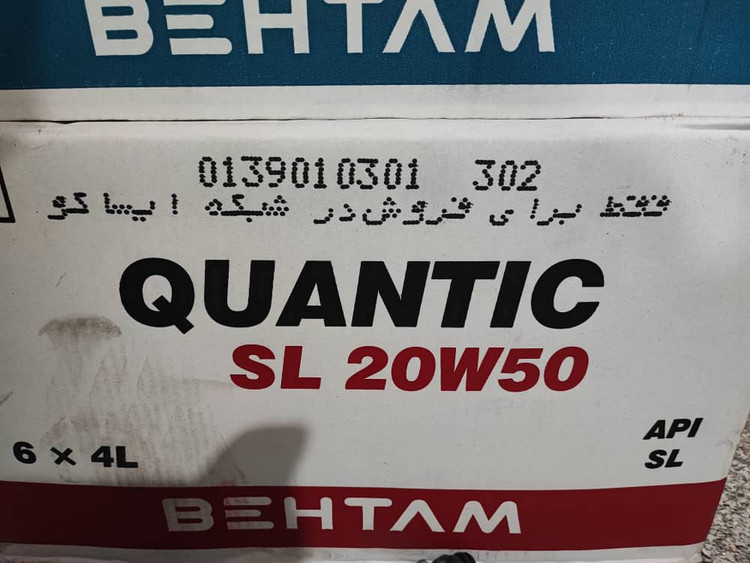 BEHTAM
0139010301 302
فقط برای فروش در شبکه ایساکو
QUANTIC
SL 20W50
6 × 4L
API
SL
BEHTAM